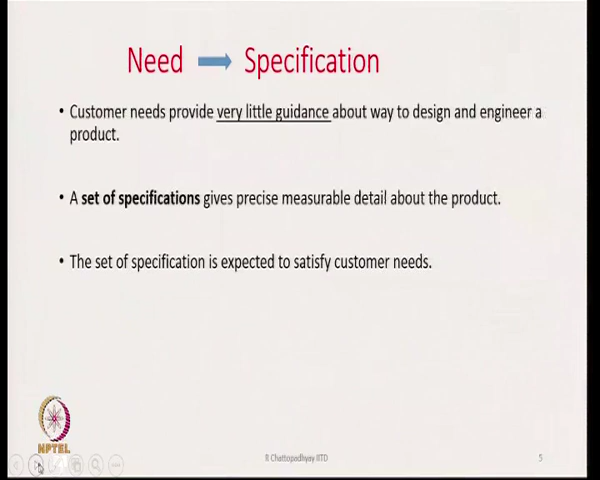 Need Specification
• Customer needs provide very little guidance about way to design and engineer a
product.
• A set of specifications gives precise measurable detail about the product.
• The set of specification is expected to satisfy customer needs.
NPTEL
R Chattopadhyay IITD
5